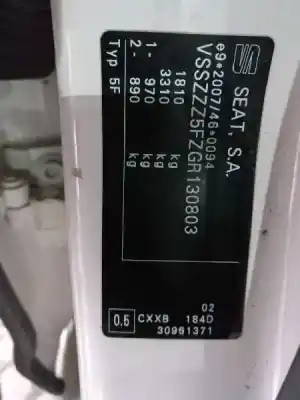 SEAT, S.A.
e9*2007/46*0094
VSSZZZ5FZGR130803
1810 kg
3310 kg
1- 970 kg
2- 890 kg
Typ 5F
02
0.5 CXXB 184D
30961371